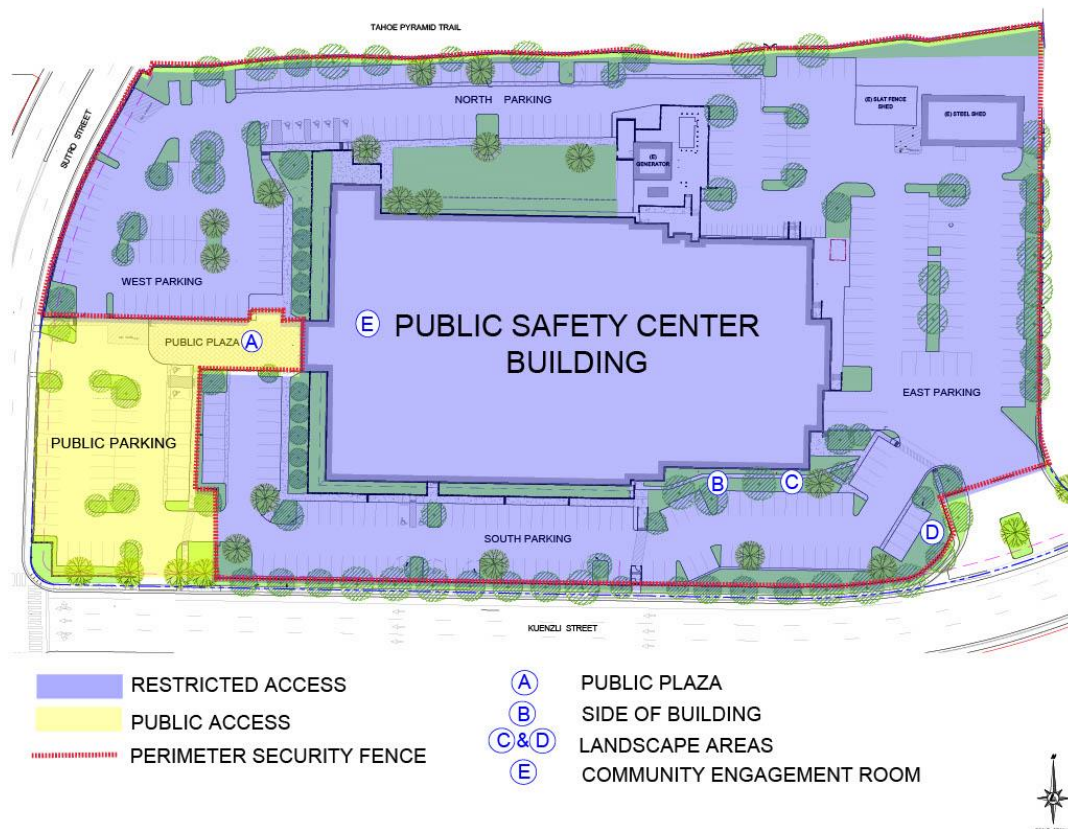 TAHOE PYRAMID TRAIL
SUTRO STREET
NORTH PARKING
(E) SLAT FENCE
SHED
(E) STEEL SHED
(E)
GENERATOR
WEST PARKING
PUBLIC PLAZA
A
E
PUBLIC SAFETY CENTER
BUILDING
EAST PARKING
PUBLIC PARKING
B
C
D
SOUTH PARKING
KUENZLI STREET
RESTRICTED ACCESS
PUBLIC ACCESS
PERIMETER SECURITY FENCE
A PUBLIC PLAZA
B SIDE OF BUILDING
C&D LANDSCAPE AREAS
E COMMUNITY ENGAGEMENT ROOM